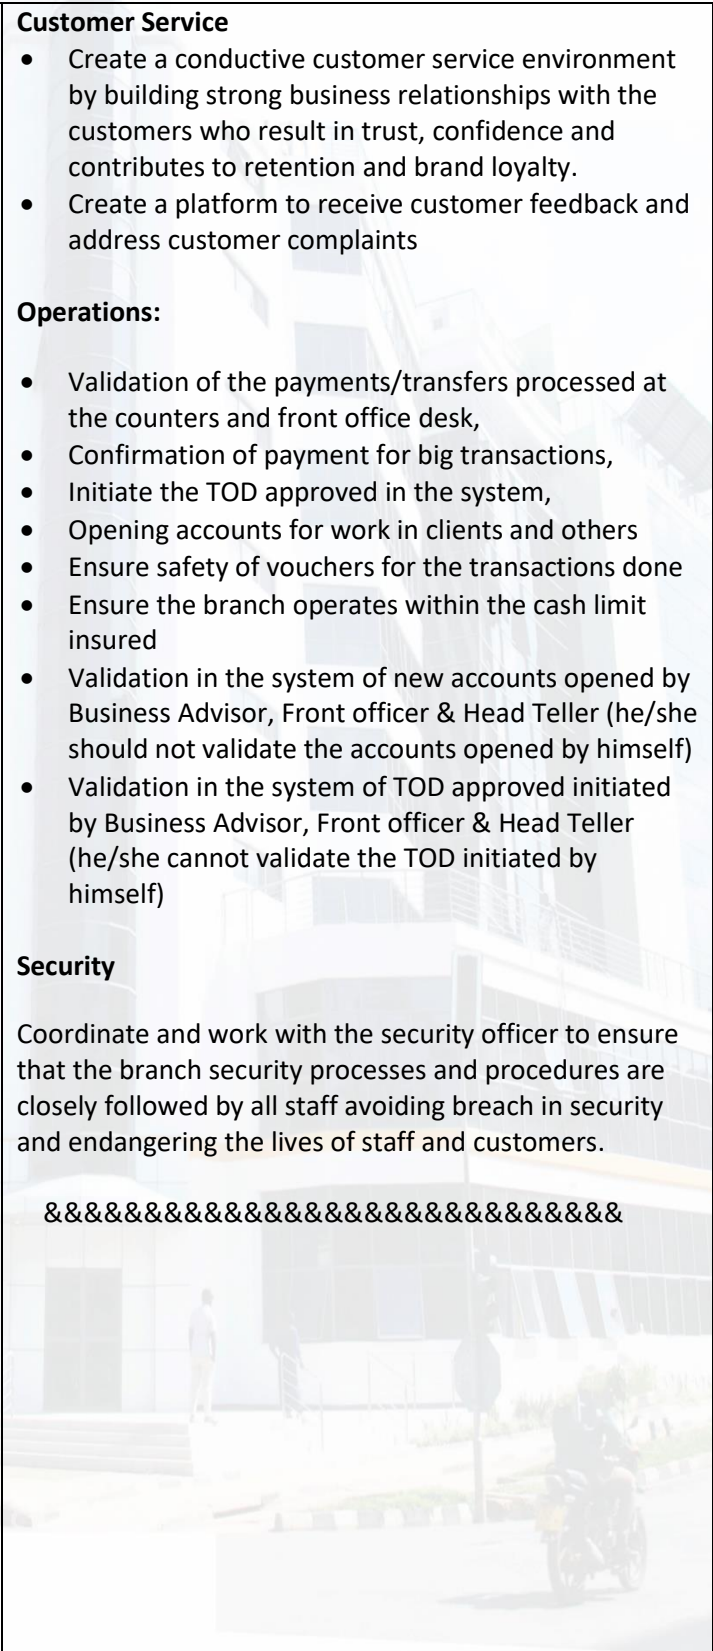 Customer Service
• Create a conductive customer service environment
by building strong business relationships with the
customers who result in trust, confidence and
contributes to retention and brand loyalty.
• Create a platform to receive customer feedback and
address customer complaints
Operations:
• Validation of the payments/transfers processed at
the counters and front office desk,
• Confirmation of payment for big transactions,
• Initiate the TOD approved in the system,
• Opening accounts for work in clients and others
• Ensure safety of vouchers for the transactions done
• Ensure the branch operates within the cash limit
insured
• Validation in the system of new accounts opened by
Business Advisor, Front officer & Head Teller (he/she
should not validate the accounts opened by himself)
• Validation in the system of TOD approved initiated
by Business Advisor, Front officer & Head Teller
(he/she cannot validate the TOD initiated by
himself)
Security
Coordinate and work with the security officer to ensure
that the branch security processes and procedures are
closely followed by all staff avoiding breach in security
and endangering the lives of staff and customers.
&&&&&&&&&&&&&&&&&&&&&&&&&&&&&